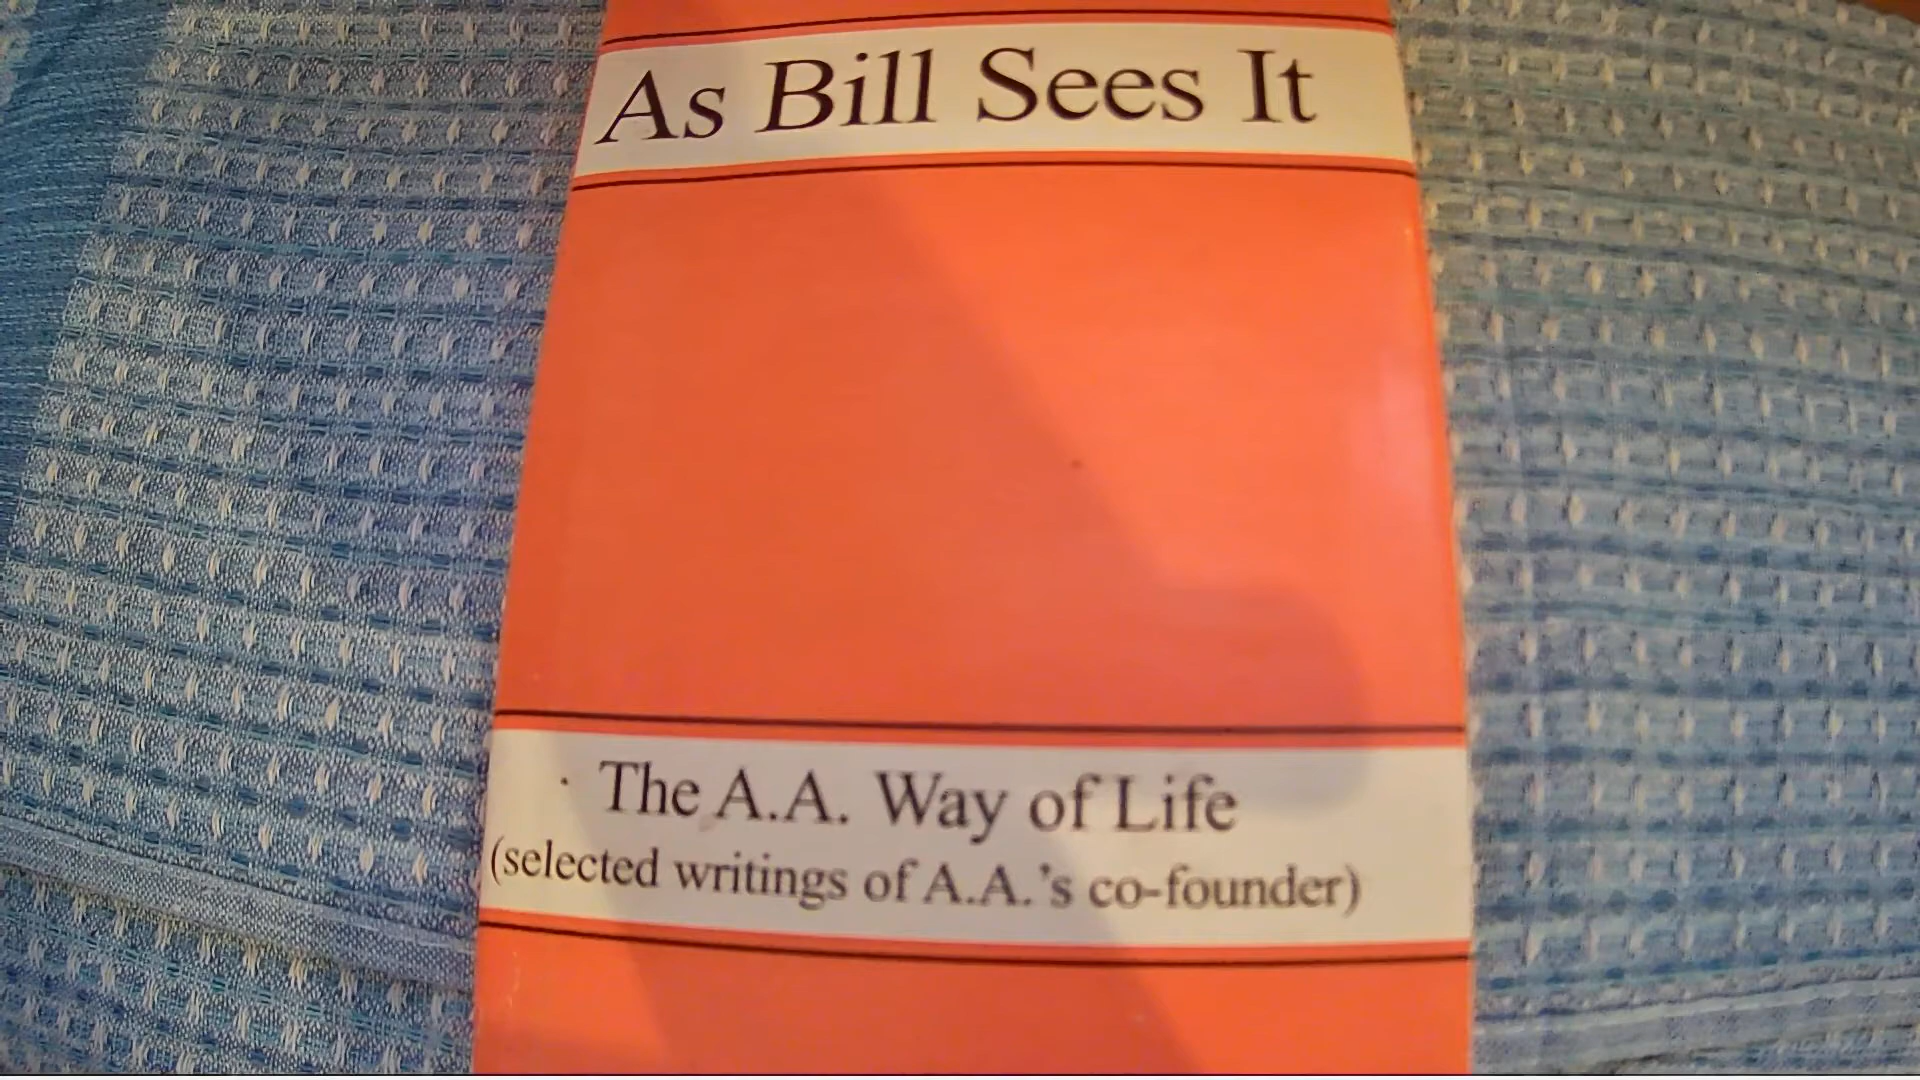 As Bill Sees It
The A.A. Way of Life
(selected writings of A.A.'s co-founder)